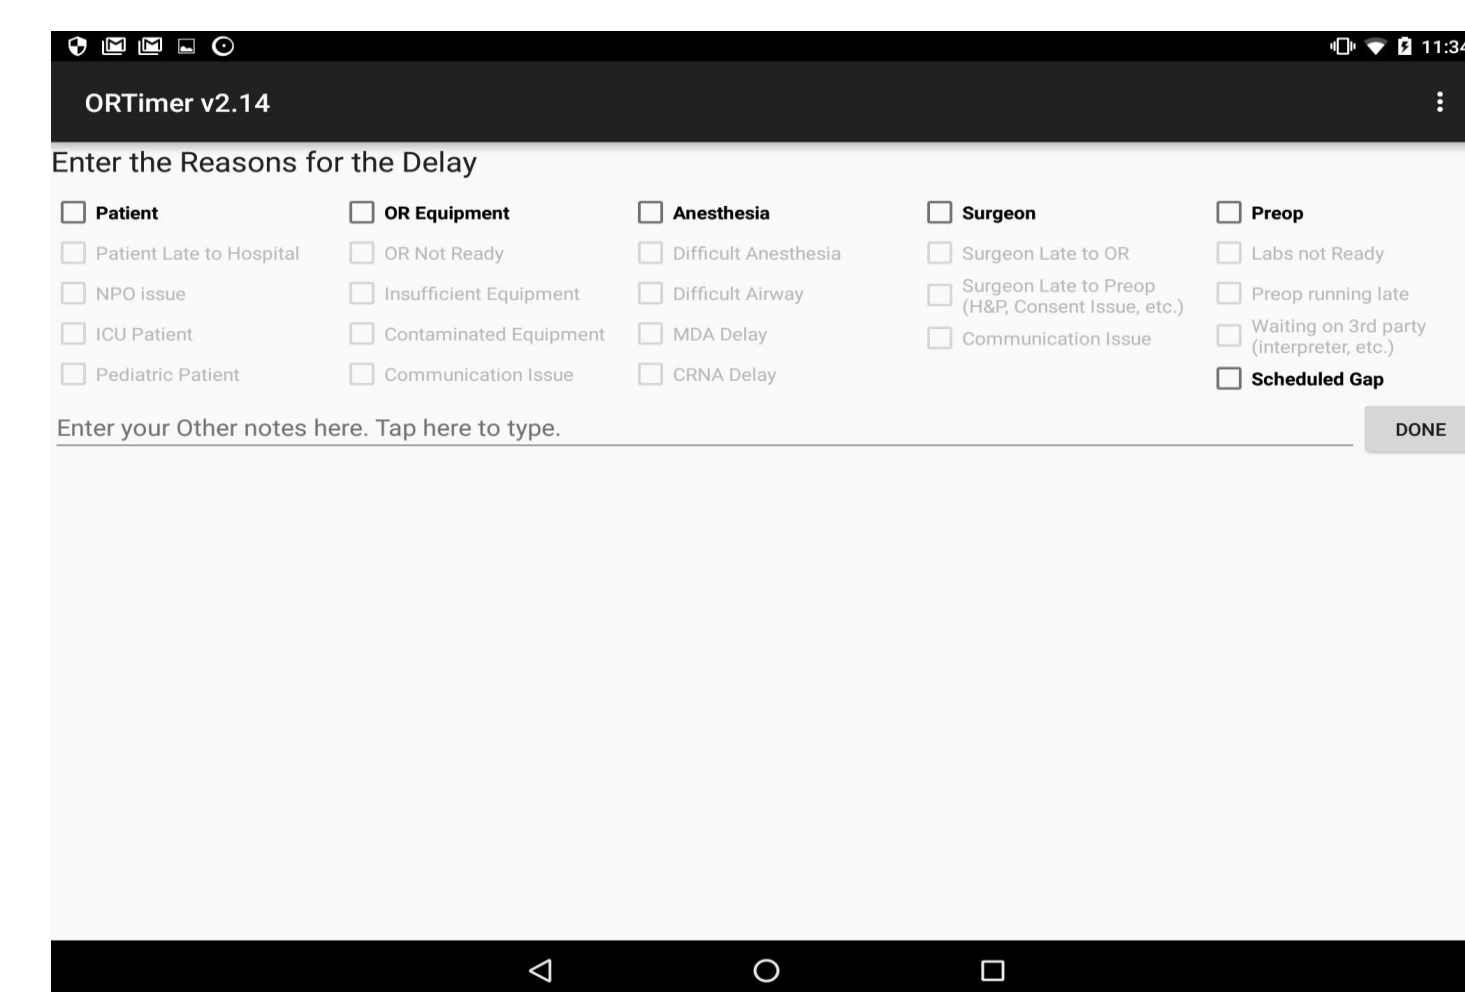 11:34
ORTimer v2.14
Enter the Reasons for the Delay
Patient
Patient Late to Hospital
NPO issue
ICU Patient
Pediatric Patient
OR Equipment
OR Not Ready
Insufficient Equipment
Contaminated Equipment
Communication Issue
Anesthesia
Difficult Anesthesia
Difficult Airway
MDA Delay
CRNA Delay
Surgeon
Surgeon Late to OR
Surgeon Late to Preop
(H&P, Consent Issue, etc.)
Communication Issue
Preop
Labs not Ready
Preop running late
Waiting on 3rd party
(interpreter, etc.)
Scheduled Gap
Enter your Other notes here. Tap here to type.
DONE